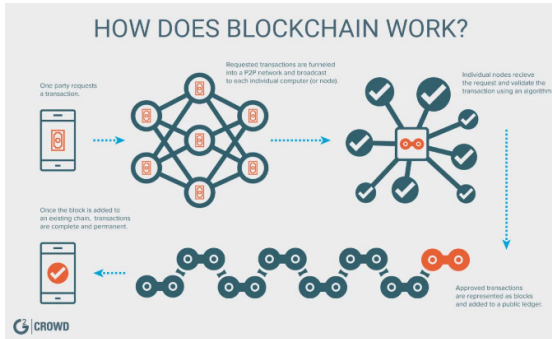 HOW DOES BLOCKCHAIN WORK?
One party requests
a transaction.
Requested transactions are funneled
into a P2P network and broadcast
to each individual computer (or node).
Individual nodes recieve
the request and validate the
transaction using an algorithm
Once the block is added to
an existing chain, transactions
are complete and permanent.
Approved transactions
are represented as blocks
and added to a public ledger.
G2 | CROWD